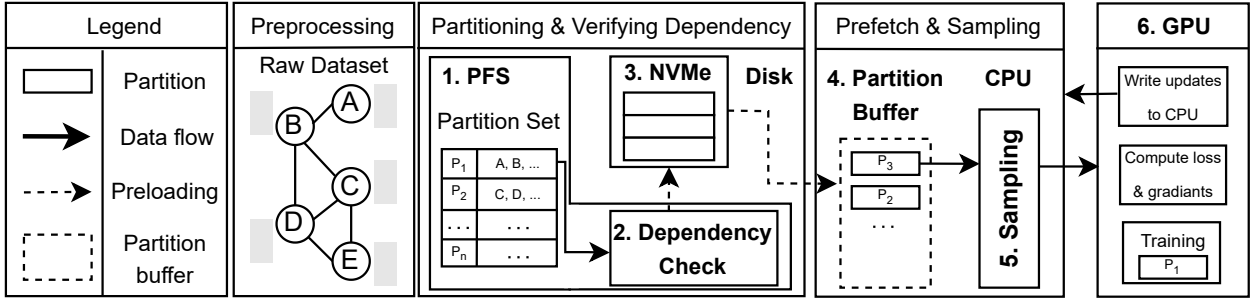 Legend
Partition
Data flow
Preloading
Partition
buffer
Preprocessing
Raw Dataset
A
B
C
D
E
Partitioning & Verifying Dependency
1. PFS
Partition Set
P1 A, B, ...
P2 C, D, ...
... ...
Pn ...
2. Dependency
Check
3. NVMe
Disk
Prefetch & Sampling
4. Partition
Buffer
P3
P2
...
CPU
5. Sampling
6. GPU
Write updates
to CPU
Compute loss
& gradiants
Training
P1